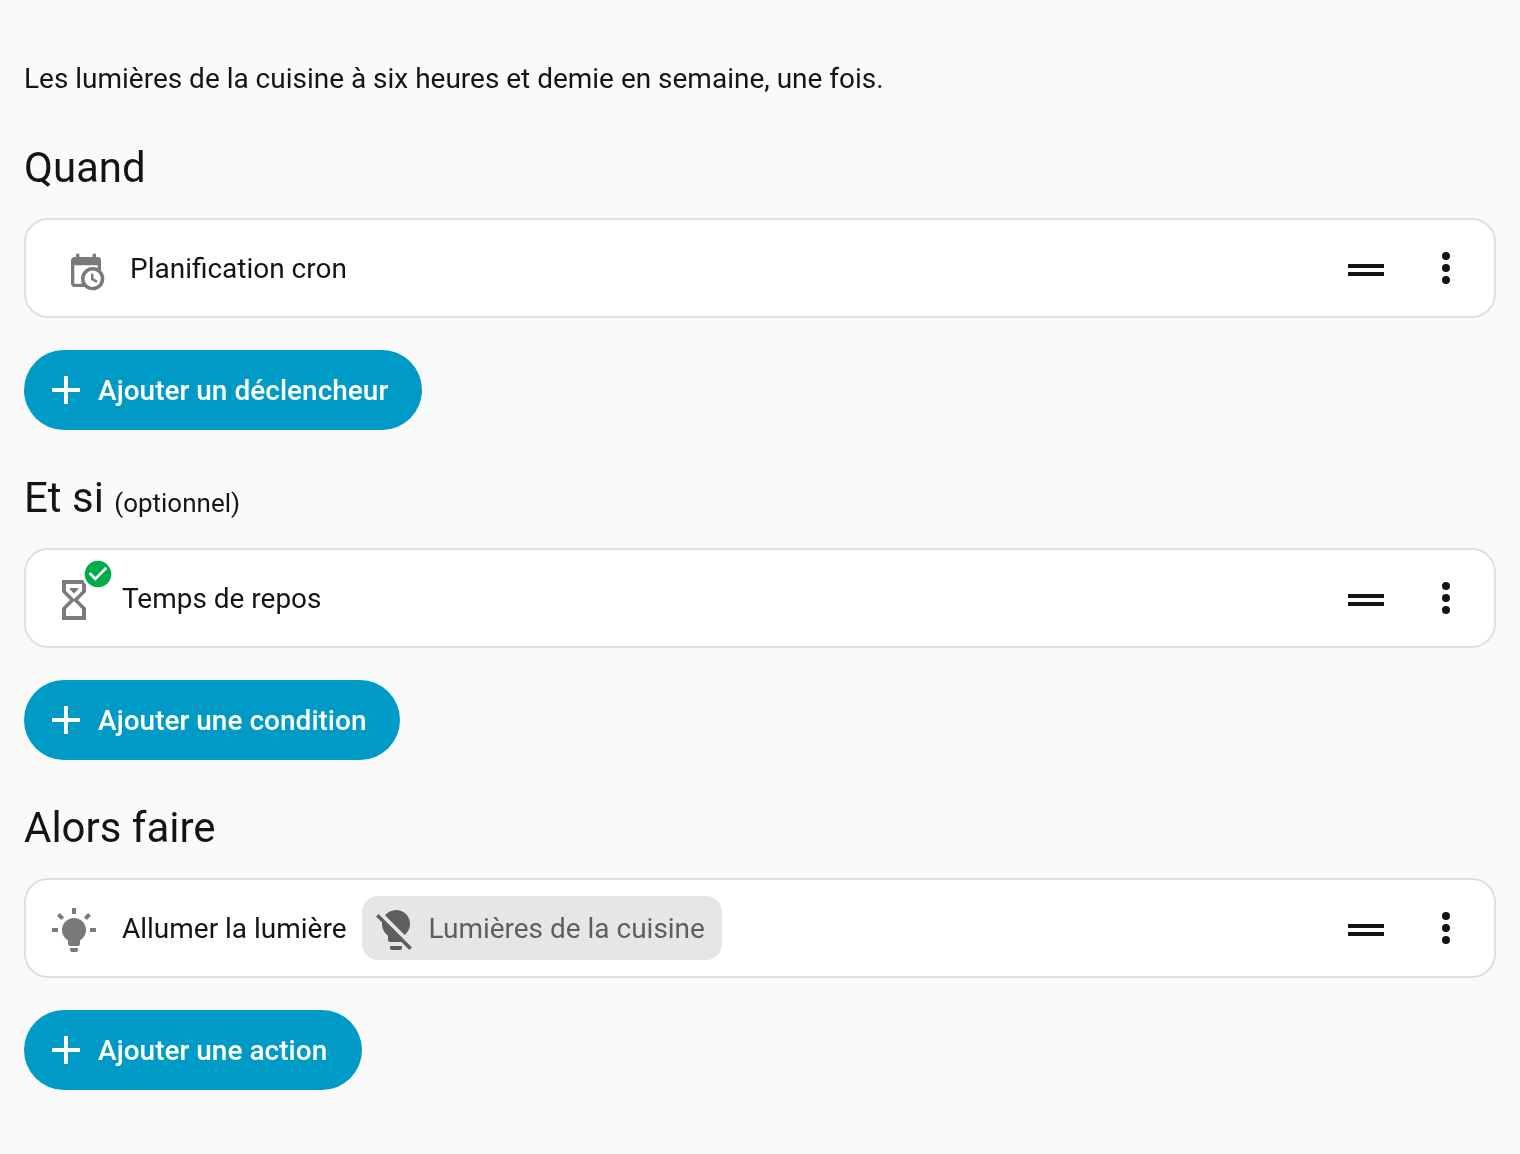 Les lumières de la cuisine à six heures et demie en semaine, une fois.
Quand
Planification cron
Ajouter un déclencheur
Et si (optionnel)
Temps de repos
Ajouter une condition
Alors faire
Allumer la lumière Lumières de la cuisine
Ajouter une action